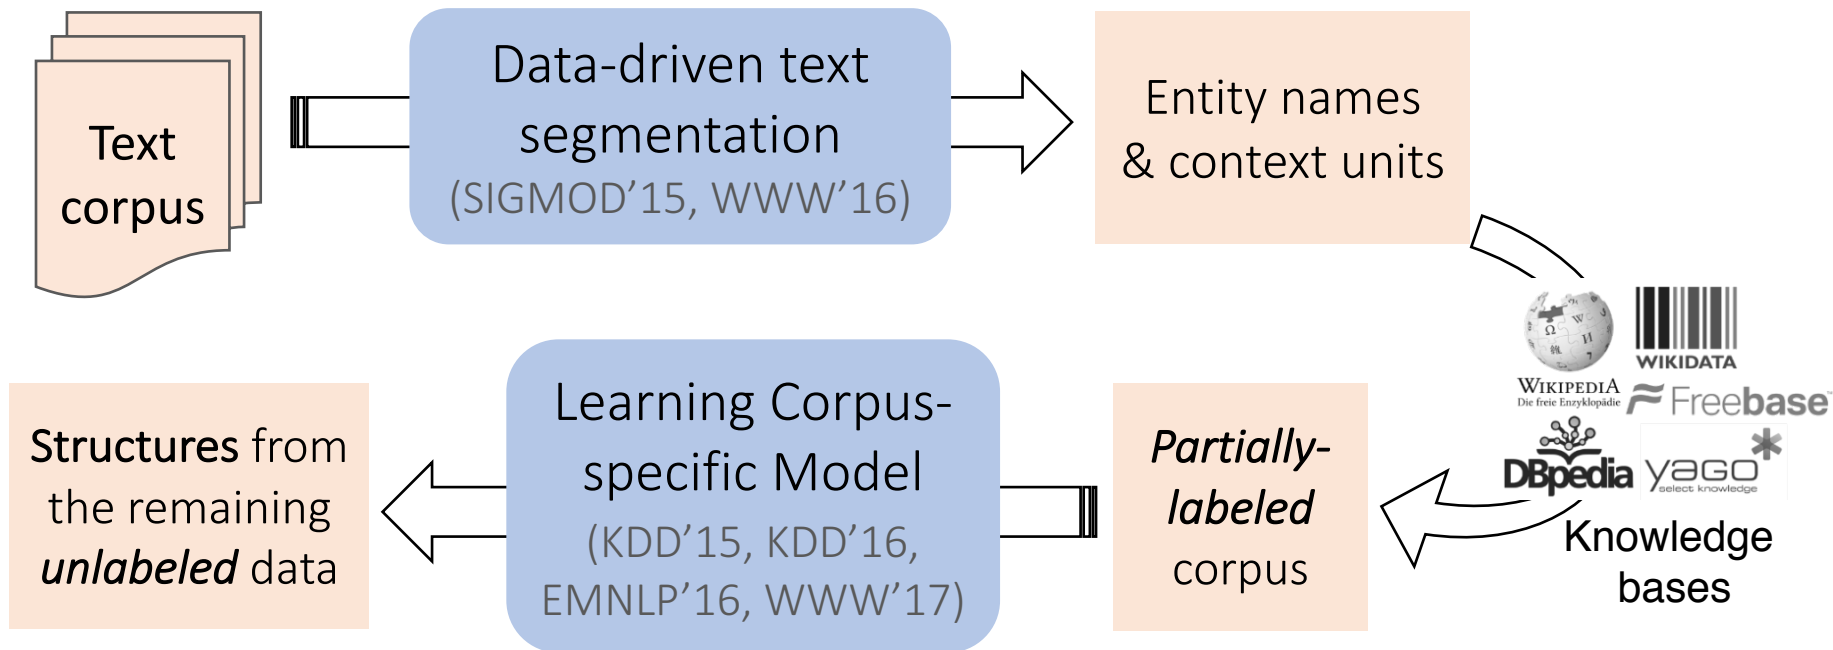 Text
corpus
Data-driven text
segmentation
(SIGMOD’15, WWW’16)
Entity names
& context units
WIKIPEDIA
Die freie Enzyklopädie
WIKIDATA
Freebase™
DBpedia
yago
select knowledge
Knowledge
bases
Partially-
labeled
corpus
Learning Corpus-
specific Model
(KDD’15, KDD’16,
EMNLP’16, WWW’17)
Structures from
the remaining
unlabeled data